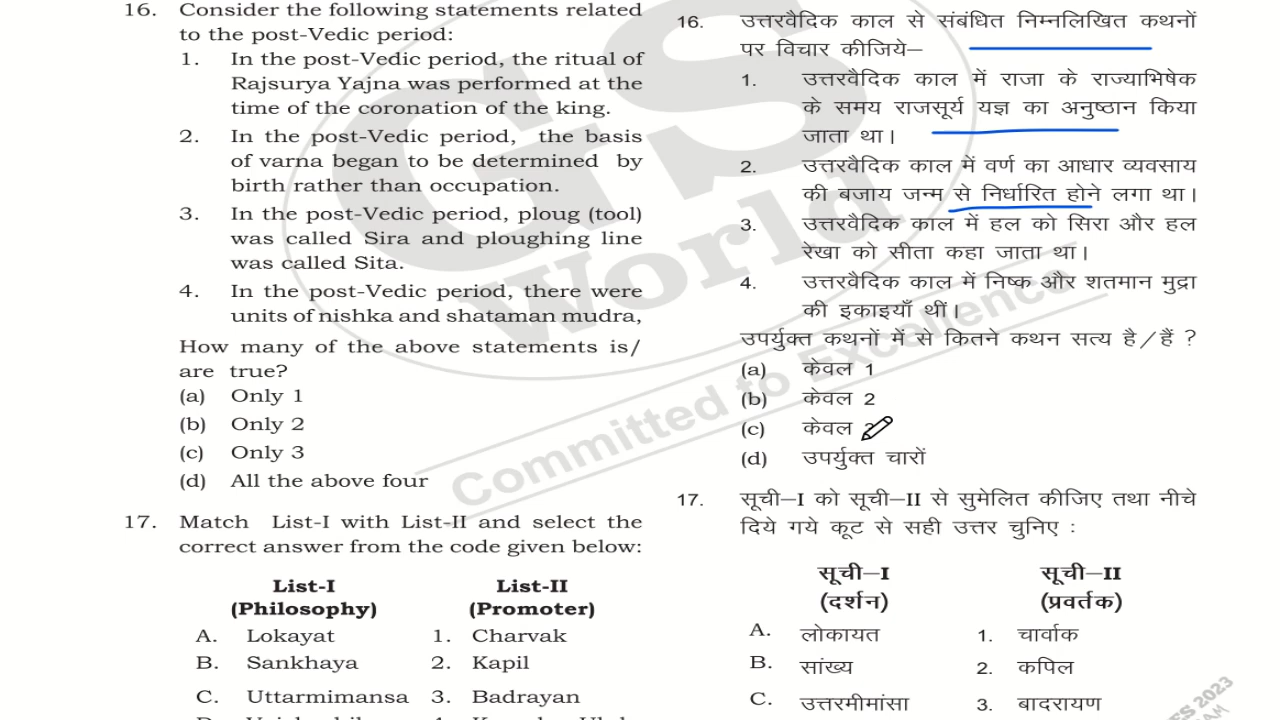 16. Consider the following statements related
to the post-Vedic period:
1. In the post-Vedic period, the ritual of
Rajsurya Yajna was performed at the
time of the coronation of the king.
2. In the post-Vedic period, the basis
of varna began to be determined by
birth rather than occupation.
3. In the post-Vedic period, ploug (tool)
was called Sira and ploughing line
was called Sita.
4. In the post-Vedic period, there were
units of nishka and shataman mudra,
How many of the above statements is/
are true?
(a) Only 1
(b) Only 2
(c) Only 3
(d) All the above four
17. Match List-I with List-II and select the
correct answer from the code given below:
List-I List-II
(Philosophy) (Promoter)
A. Lokayat 1. Charvak
B. Sankhaya 2. Kapil
C. Uttarmimansa 3. Badrayan
16. उत्तरवैदिक काल से संबंधित निम्नलिखित कथनों
पर विचार कीजिये–
1. उत्तरवैदिक काल में राजा के राज्याभिषेक
के समय राजसूर्य यज्ञ का अनुष्ठान किया
जाता था।
2. उत्तरवैदिक काल में वर्ण का आधार व्यवसाय
की बजाय जन्म से निर्धारित होने लगा था।
3. उत्तरवैदिक काल में हल को सिरा और हल
रेखा को सीता कहा जाता था।
4. उत्तरवैदिक काल में निष्क और शतमान मुद्रा
की इकाइयाँ थीं।
उपर्युक्त कथनों में से कितने कथन सत्य है/हैं ?
(a) केवल 1
(b) केवल 2
(c) केवल
(d) उपर्युक्त चारों
17. सूची–I को सूची–II से सुमेलित कीजिए तथा नीचे
दिये गये कूट से सही उत्तर चुनिए :
सूची–I सूची–II
(दर्शन) (प्रवर्तक)
A. लोकायत 1. चार्वाक
B. सांख्य 2. कपिल
C. उत्तरमीमांसा 3. बादरायण
GS
World
Committed to Excellence
2023